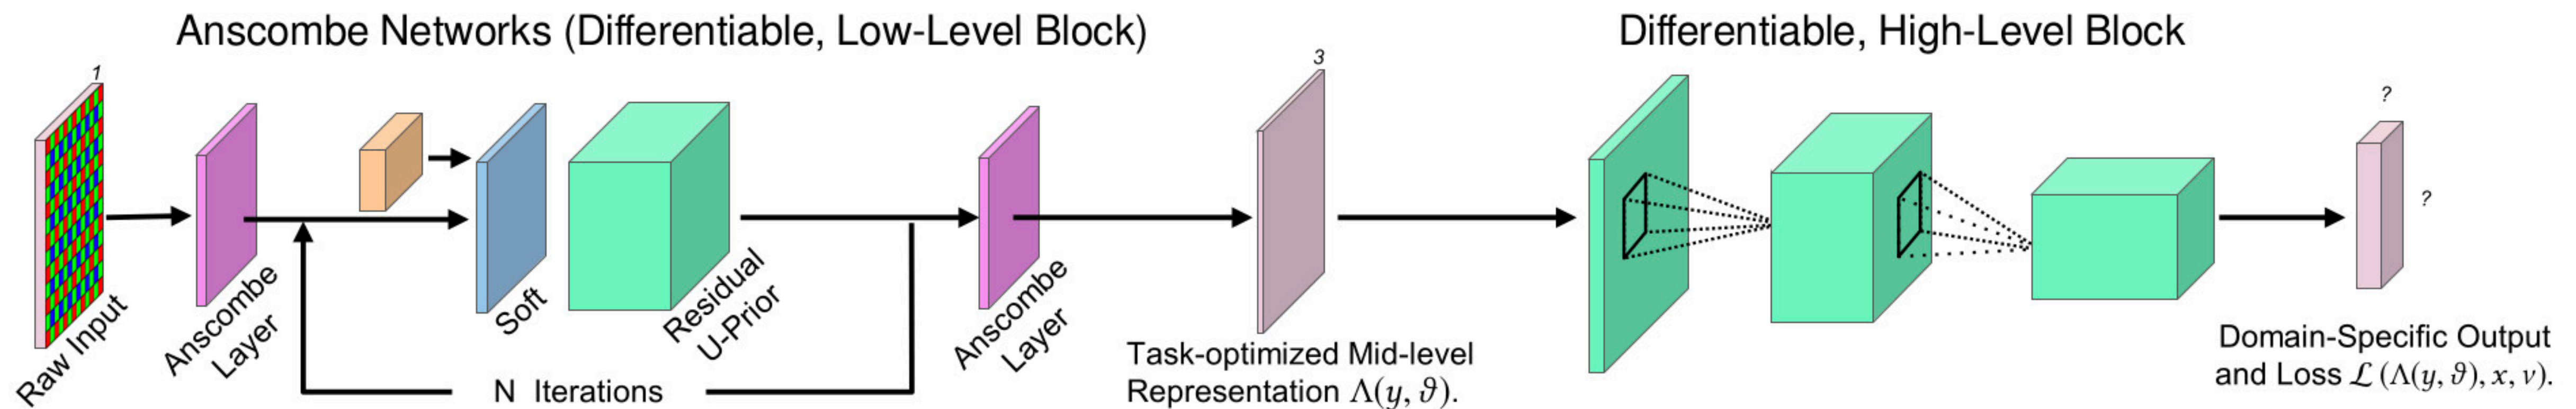 Anscombe Networks (Differentiable, Low-Level Block)
Differentiable, High-Level Block
1
Raw Input
Anscombe
Layer
Soft
Residual
U-Prior
N Iterations
Anscombe
Layer
3
Task-optimized Mid-level
Representation Λ(y, ϑ).
?
?
Domain-Specific Output
and Loss ℒ (Λ(y, ϑ), x, ν).